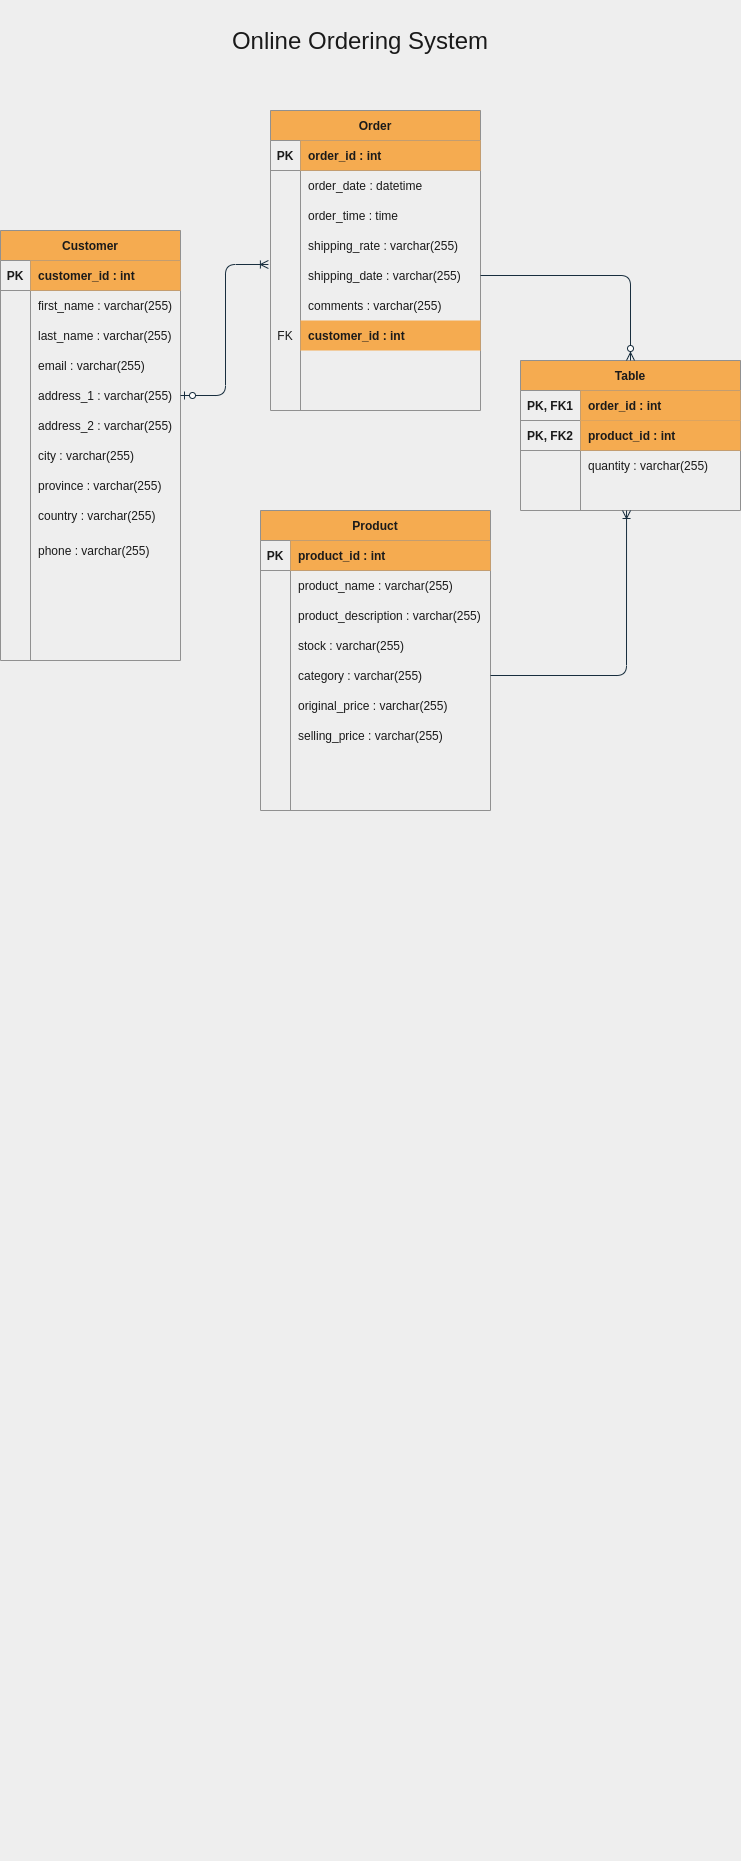 Online Ordering System
Order
PK order_id : int
order_date : datetime
order_time : time
shipping_rate : varchar(255)
shipping_date : varchar(255)
comments : varchar(255)
FK customer_id : int
Customer
PK customer_id : int
first_name : varchar(255)
last_name : varchar(255)
email : varchar(255)
address_1 : varchar(255)
address_2 : varchar(255)
city : varchar(255)
province : varchar(255)
country : varchar(255)
phone : varchar(255)
Table
PK, FK1 order_id : int
PK, FK2 product_id : int
quantity : varchar(255)
Product
PK product_id : int
product_name : varchar(255)
product_description : varchar(255)
stock : varchar(255)
category : varchar(255)
original_price : varchar(255)
selling_price : varchar(255)